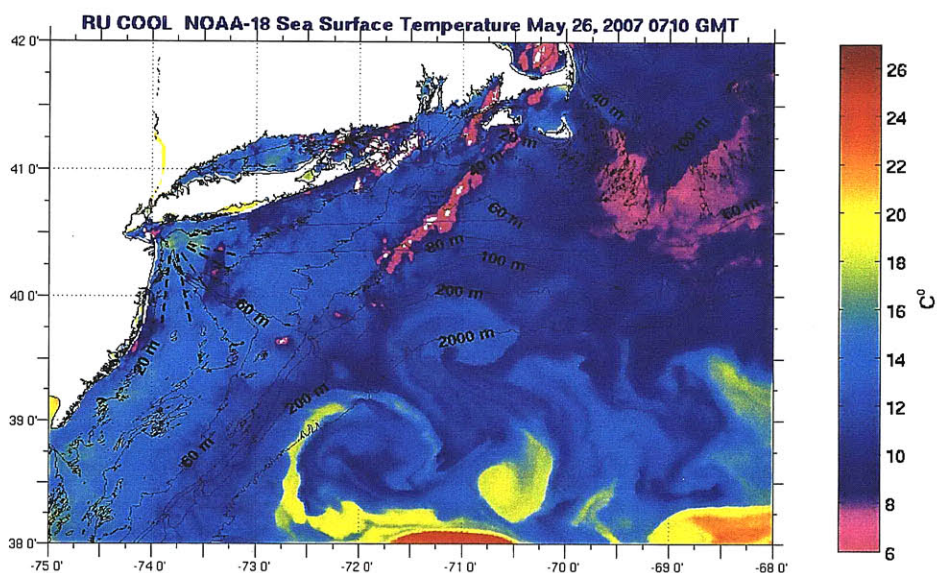 RU COOL NOAA-18 Sea Surface Temperature May 26, 2007 0710 GMT
42 0'
41 0'
40 0'
39 0'
38 0'
-75 0'
-74 0'
-73 0'
-72 0'
-71 0'
-70 0'
-69 0'
-68 0'
40 m
100 m
60 m
60 m
80 m
100 m
200 m
2000 m
60 m
20 m
200 m
60 m
26
24
22
20
18
16
14
12
10
8
6
C°